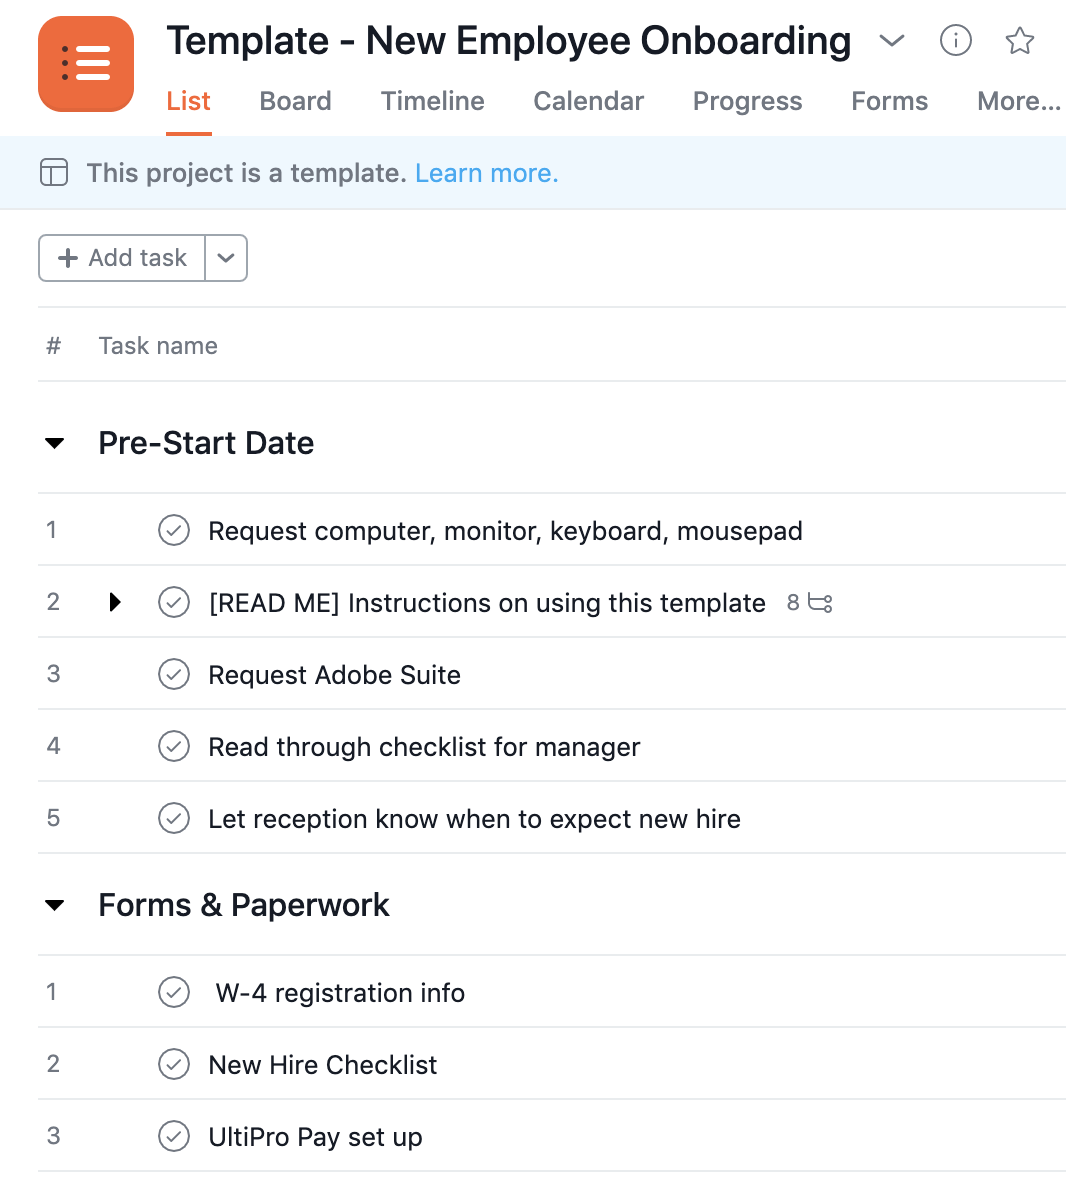 Template - New Employee Onboarding
List Board Timeline Calendar Progress Forms More...
This project is a template. Learn more.
+ Add task
# Task name
Pre-Start Date
1 Request computer, monitor, keyboard, mousepad
2 [READ ME] Instructions on using this template 8
3 Request Adobe Suite
4 Read through checklist for manager
5 Let reception know when to expect new hire
Forms & Paperwork
1 W-4 registration info
2 New Hire Checklist
3 UltiPro Pay set up